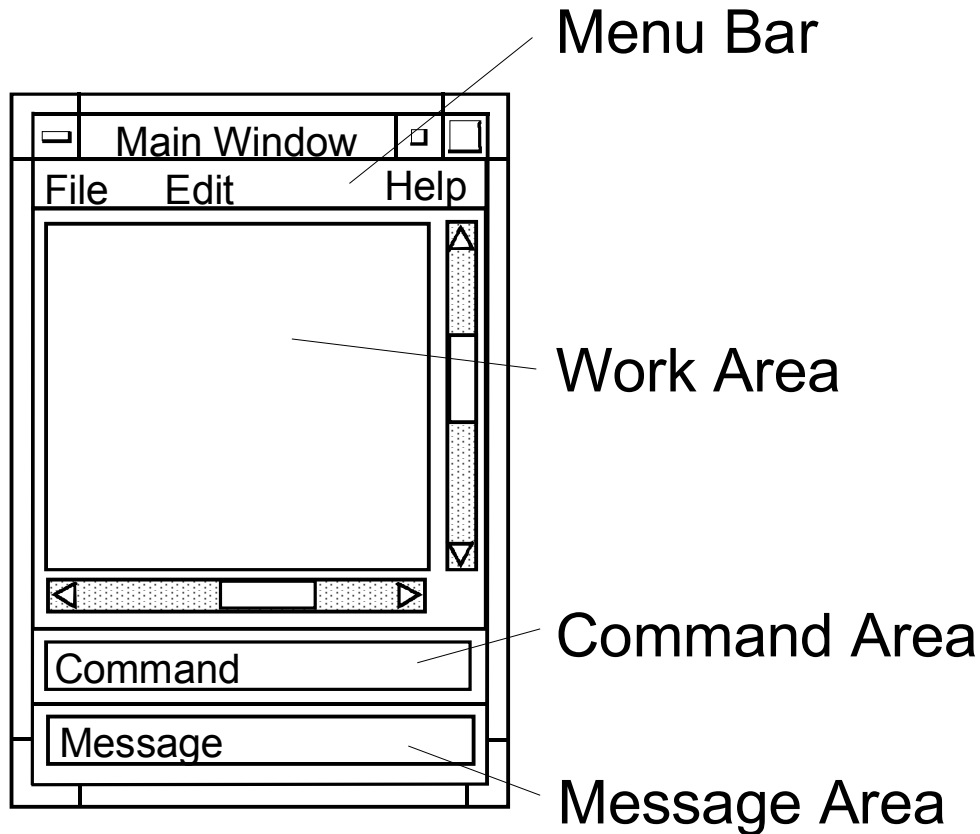 Menu Bar
Main Window
File Edit Help
Work Area
Command Area
Command
Message
Message Area